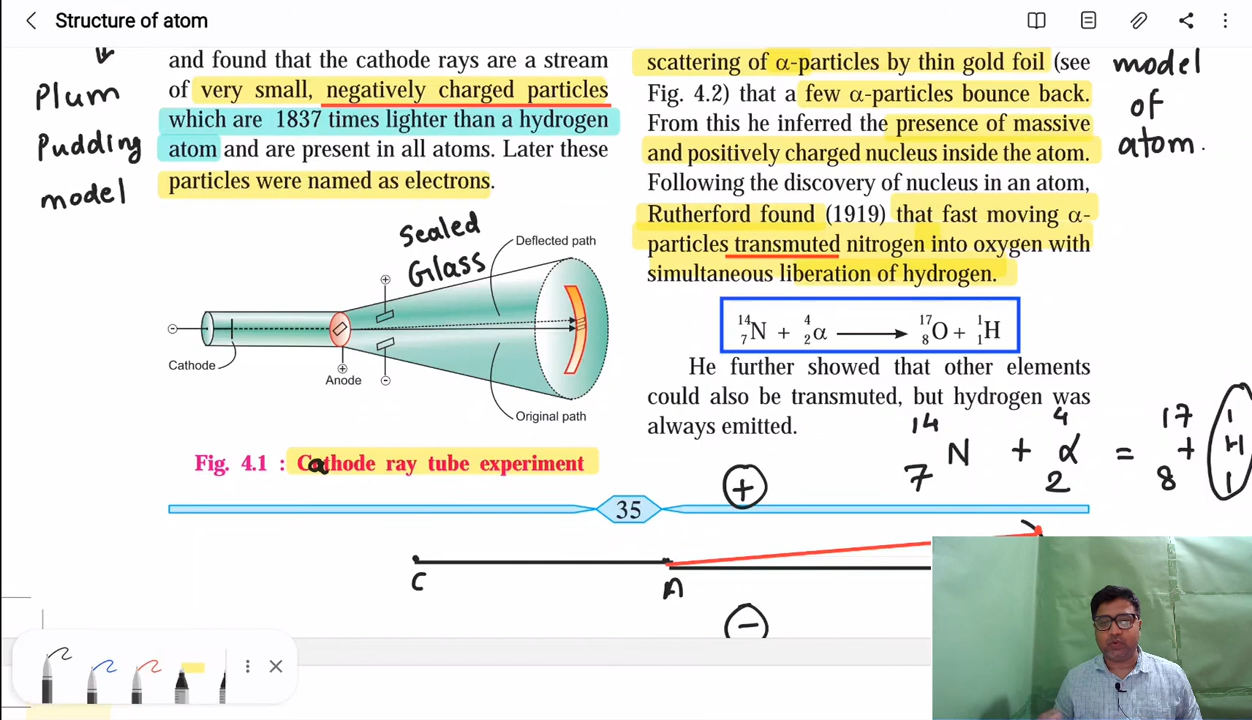 Structure of atom
Plum
Pudding
model
and found that the cathode rays are a stream
of very small, negatively charged particles
which are 1837 times lighter than a hydrogen
atom and are present in all atoms. Later these
particles were named as electrons.
Sealed
Glass
Deflected path
Cathode
Anode
Original path
Fig. 4.1 : Cathode ray tube experiment
scattering of α-particles by thin gold foil (see
Fig. 4.2) that a few α-particles bounce back.
From this he inferred the presence of massive
and positively charged nucleus inside the atom.
Following the discovery of nucleus in an atom,
Rutherford found (1919) that fast moving α-
particles transmuted nitrogen into oxygen with
simultaneous liberation of hydrogen.
¹⁴₇N + ⁴₂α ⟶ ¹⁷₈O + ¹₁H
He further showed that other elements
could also be transmuted, but hydrogen was
always emitted.
model
of
atom.
¹⁴₇N + ⁴₂α = ¹⁷₈ + ¹₁H
35
+
C
A
−